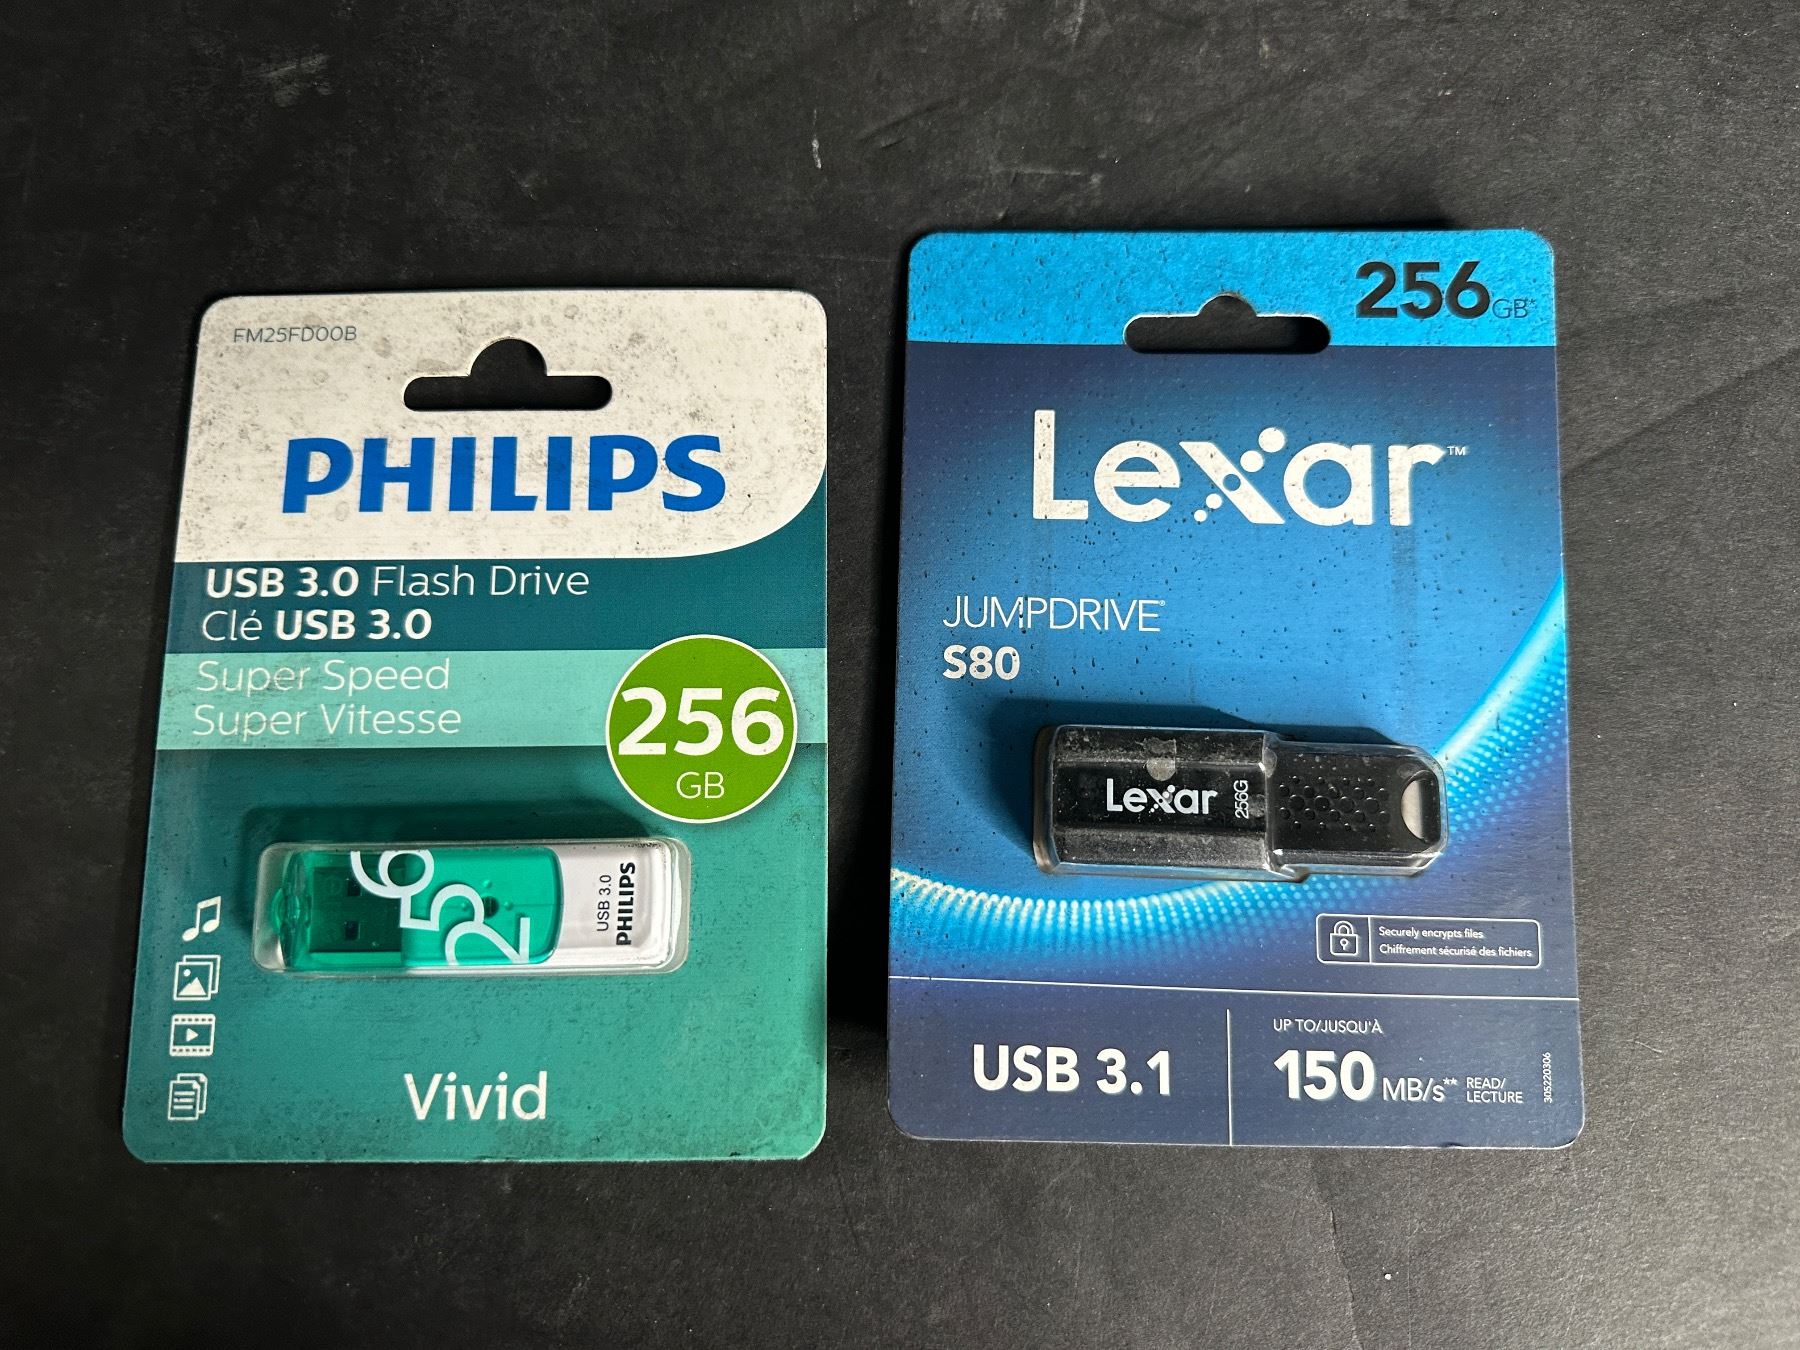 FM25FD00B
PHILIPS
USB 3.0 Flash Drive
Clé USB 3.0
Super Speed
Super Vitesse
256
GB
256
USB 3.0
PHILIPS
Vivid
256GB**
Lexar™
JUMPDRIVE®
S80
Lexar 256G
Securely encrypts files
Chiffrement sécurisé des fichiers
USB 3.1
UP TO/JUSQU'À
150 MB/s** READ/
LECTURE
305220306